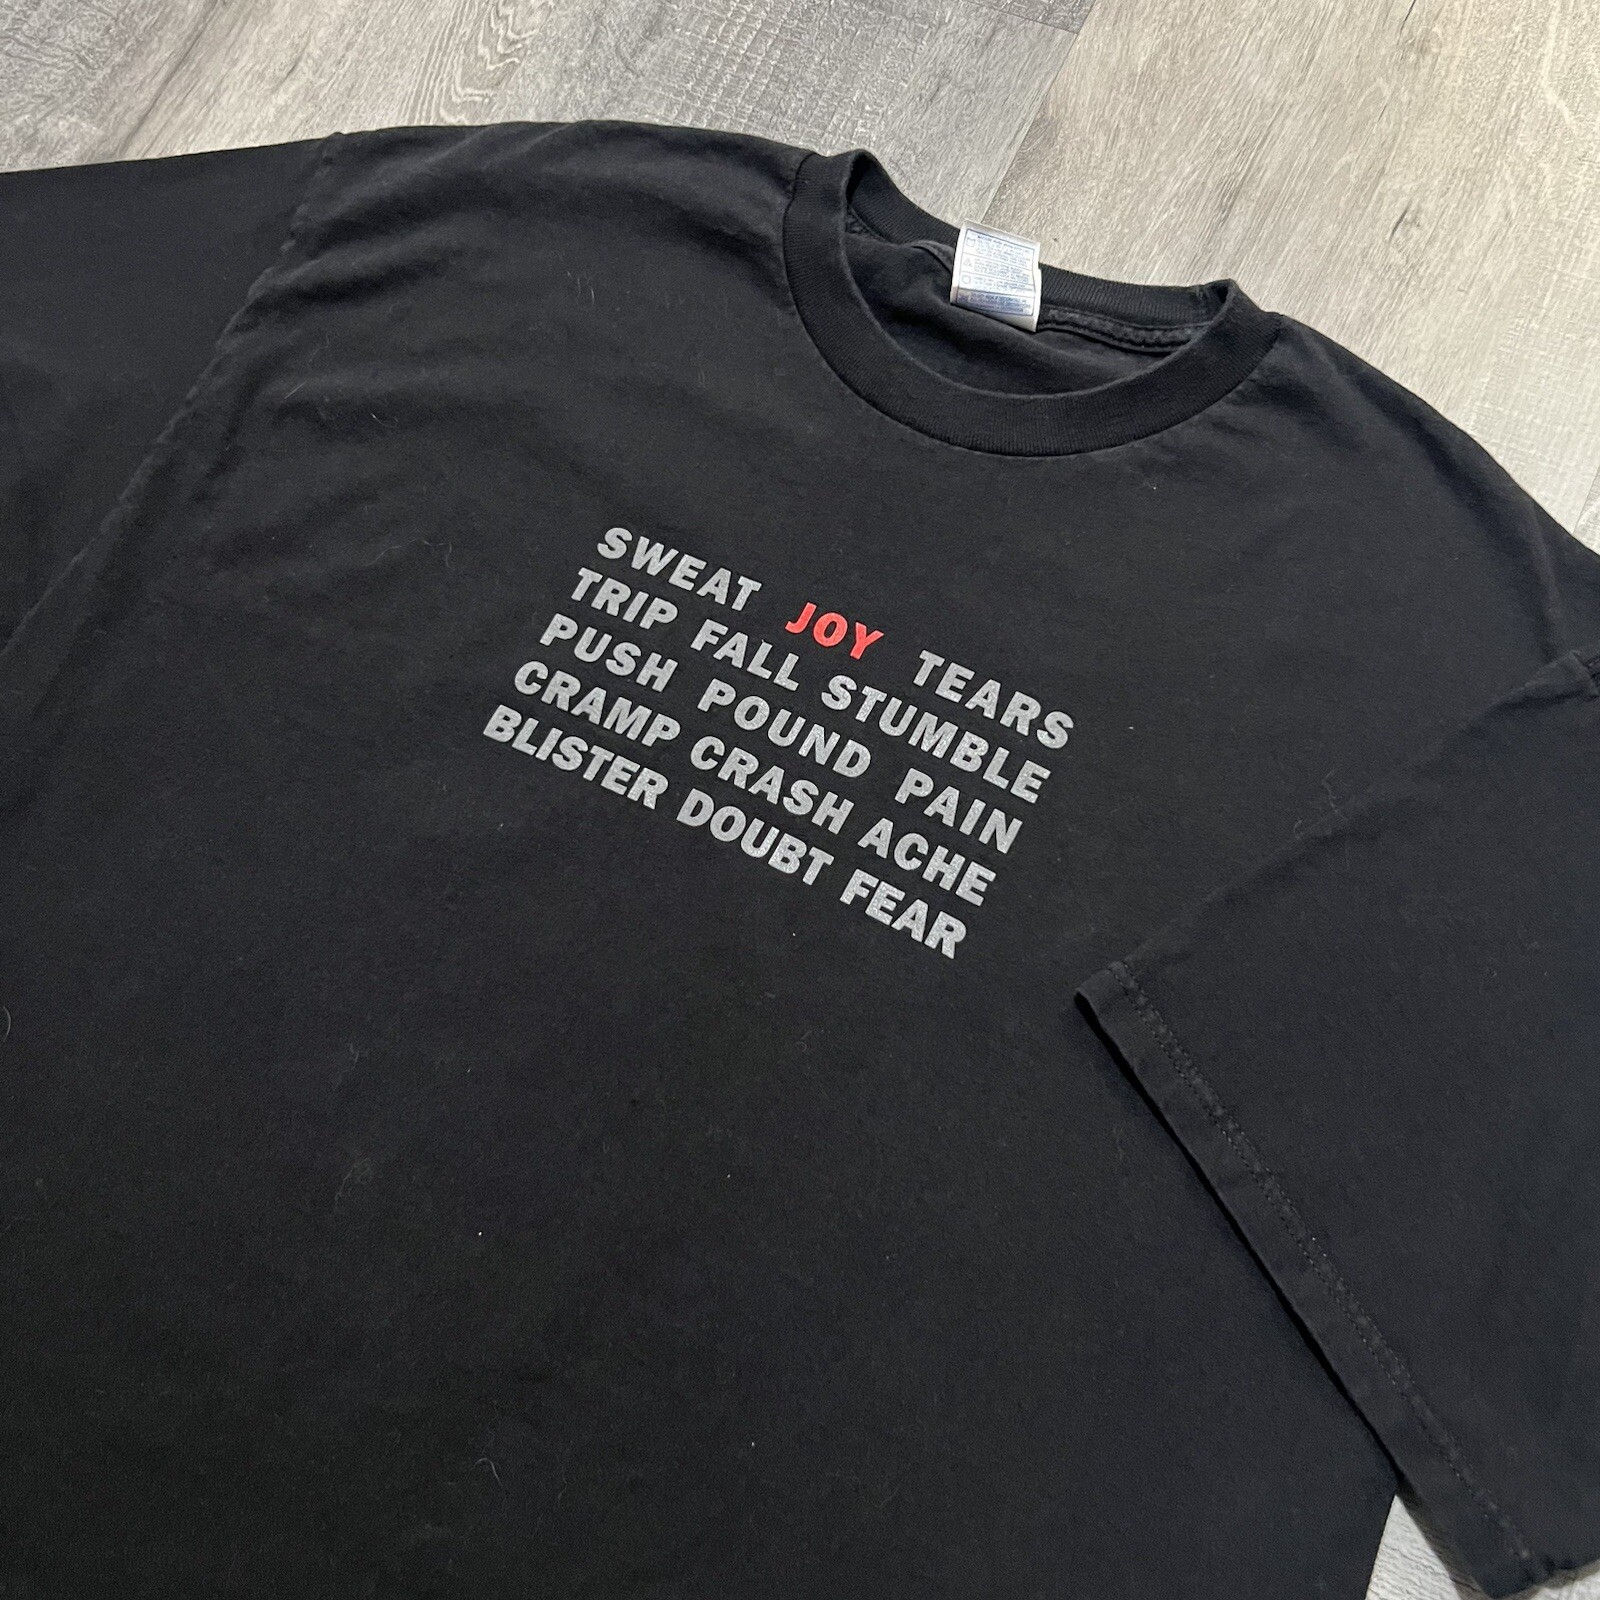 SWEAT JOY TEARS
TRIP FALL STUMBLE
PUSH POUND PAIN
CRAMP CRASH ACHE
BLISTER DOUBT FEAR